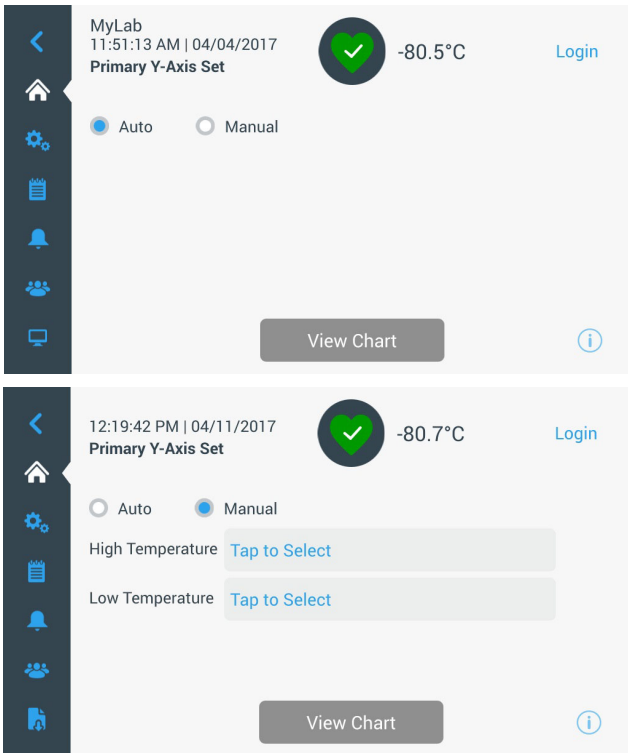 MyLab
11:51:13 AM | 04/04/2017
Primary Y-Axis Set
-80.5°C
Login
Auto
Manual
View Chart
12:19:42 PM | 04/11/2017
Primary Y-Axis Set
-80.7°C
Login
Auto
Manual
High Temperature
Tap to Select
Low Temperature
Tap to Select
View Chart